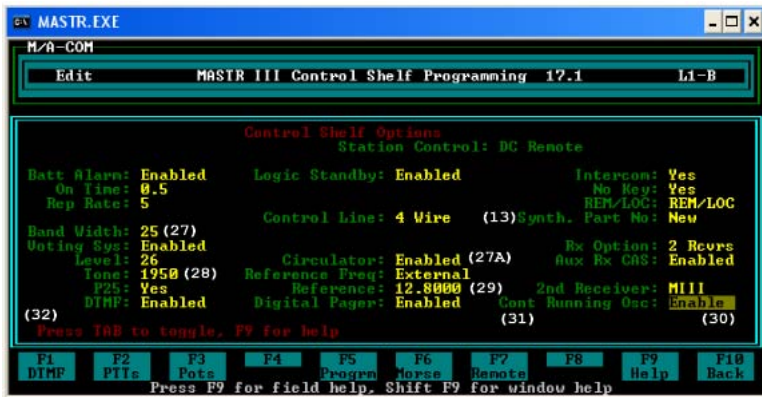 MASTR.EXE
M/A-COM
Edit MASTR III Control Shelf Programming 17.1 L1-B
Control Shelf Options
Station Control: DC Remote
Batt Alarm: Enabled Logic Standby: Enabled Intercom: Yes
On Time: 0.5 No Key: Yes
Rep Rate: 5 REM/LOC: REM/LOC
Control Line: 4 Wire (13) Synth. Part No: New
Band Width: 25 (27)
Voting Sys: Enabled Rx Option: 2 Rcvrs
Level: 26 Circulator: Enabled (27A) Aux Rx CAS: Enabled
Tone: 1950 (28) Reference Freq: External
P25: Yes Reference: 12.8000 (29) 2nd Receiver: MIII
DTMF: Enabled Digital Pager: Enabled Cont Running Osc: Enable
(32) (31) (30)
Press TAB to toggle, F9 for help
F1 F2 F3 F4 F5 F6 F7 F8 F9 F10
DTMF PTTs Pots Progrm Morse Remote Help Back
Press F9 for field help, Shift F9 for window help